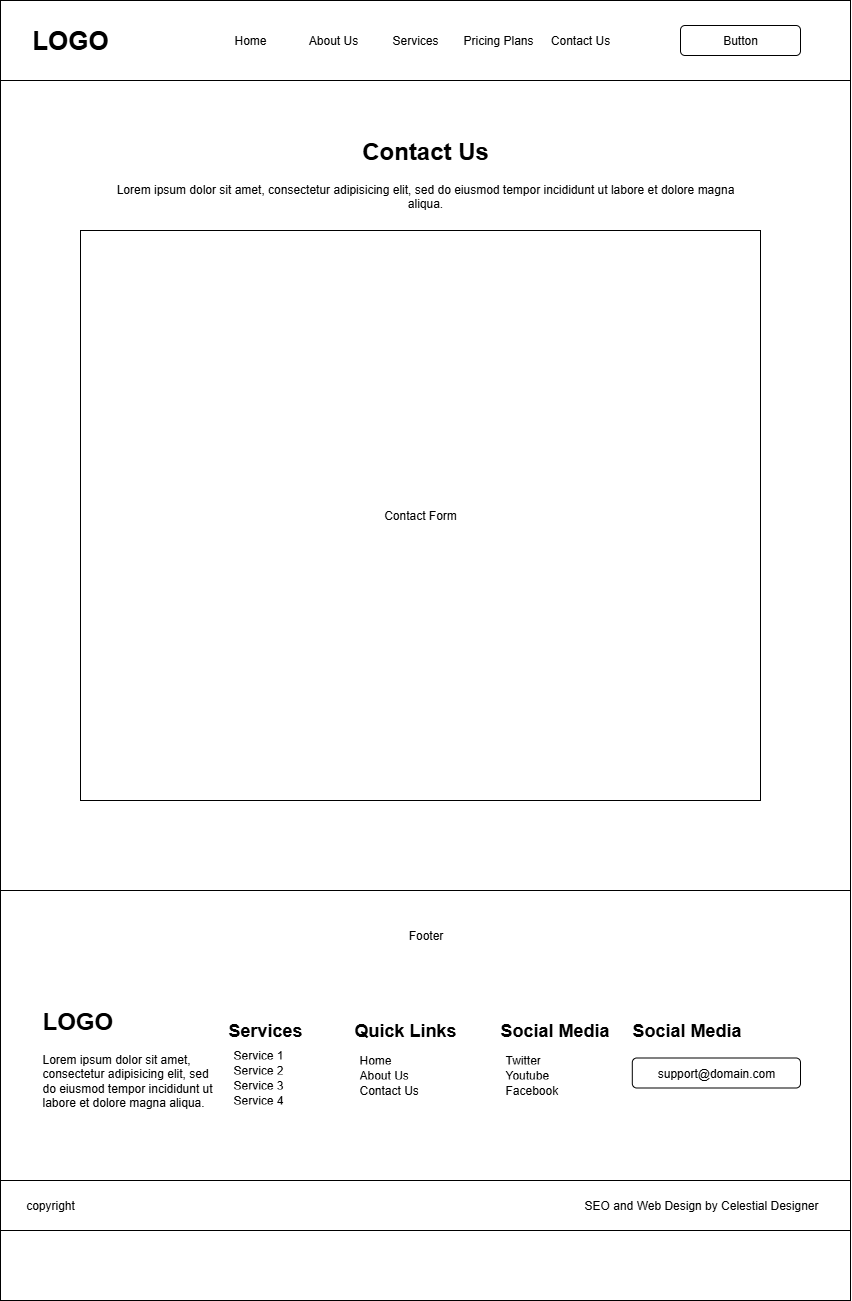 LOGO
Home
About Us
Services
Pricing Plans
Contact Us
Button
Contact Us
Lorem ipsum dolor sit amet, consectetur adipisicing elit, sed do eiusmod tempor incididunt ut labore et dolore magna
aliqua.
Contact Form
Footer
LOGO
Lorem ipsum dolor sit amet,
consectetur adipisicing elit, sed
do eiusmod tempor incididunt ut
labore et dolore magna aliqua.
Services
Service 1
Service 2
Service 3
Service 4
Quick Links
Home
About Us
Contact Us
Social Media
Twitter
Youtube
Facebook
Social Media
support@domain.com
copyright
SEO and Web Design by Celestial Designer